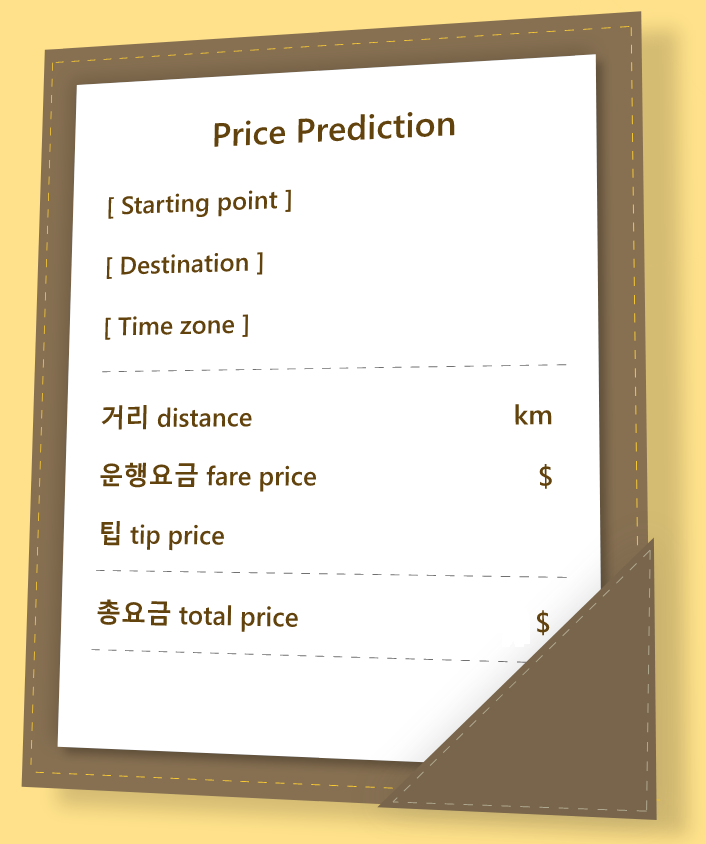 Price Prediction
[ Starting point ]
[ Destination ]
[ Time zone ]
거리 distance km
운행요금 fare price $
팁 tip price
총요금 total price $